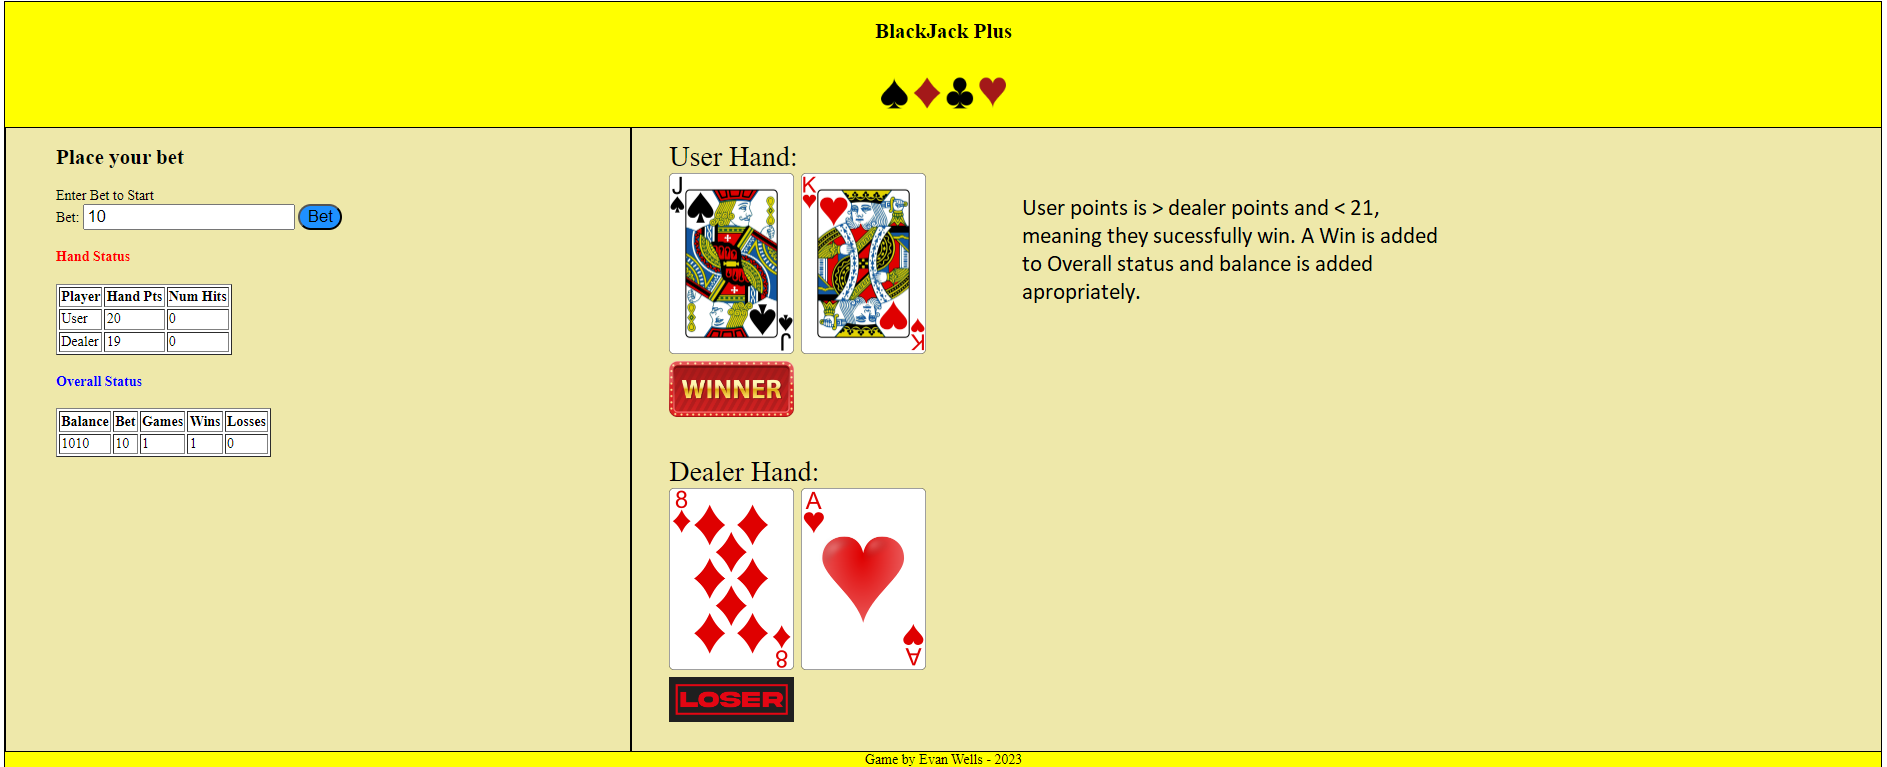 BlackJack Plus
Place your bet
Enter Bet to Start
Bet: 10 Bet
Hand Status
Player Hand Pts Num Hits
User 20 0
Dealer 19 0
Overall Status
Balance Bet Games Wins Losses
1010 10 1 1 0
User Hand:
J K
J K
WINNER
User points is > dealer points and < 21,
meaning they sucessfully win. A Win is added
to Overall status and balance is added
apropriately.
Dealer Hand:
8 A
8 A
LOSER
Game by Evan Wells - 2023